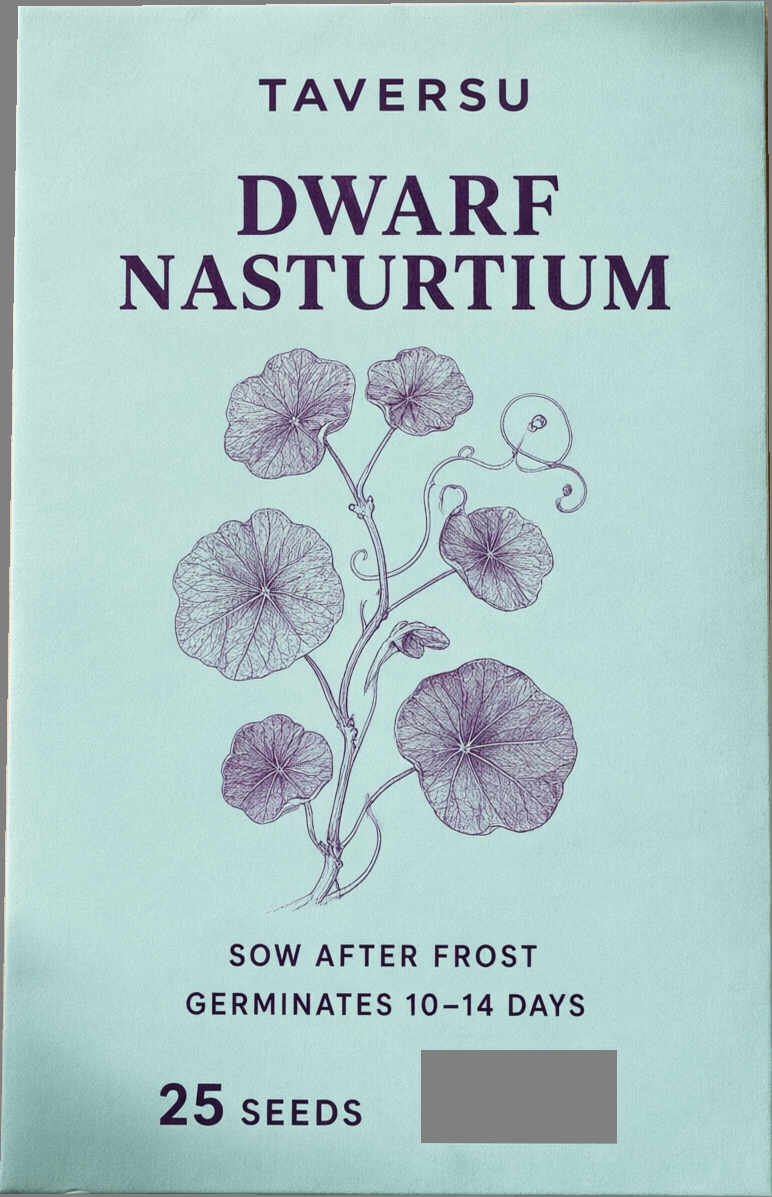 TAVERSU
DWARF
NASTURTIUM
SOW AFTER FROST
GERMINATES 10–14 DAYS
25 SEEDS